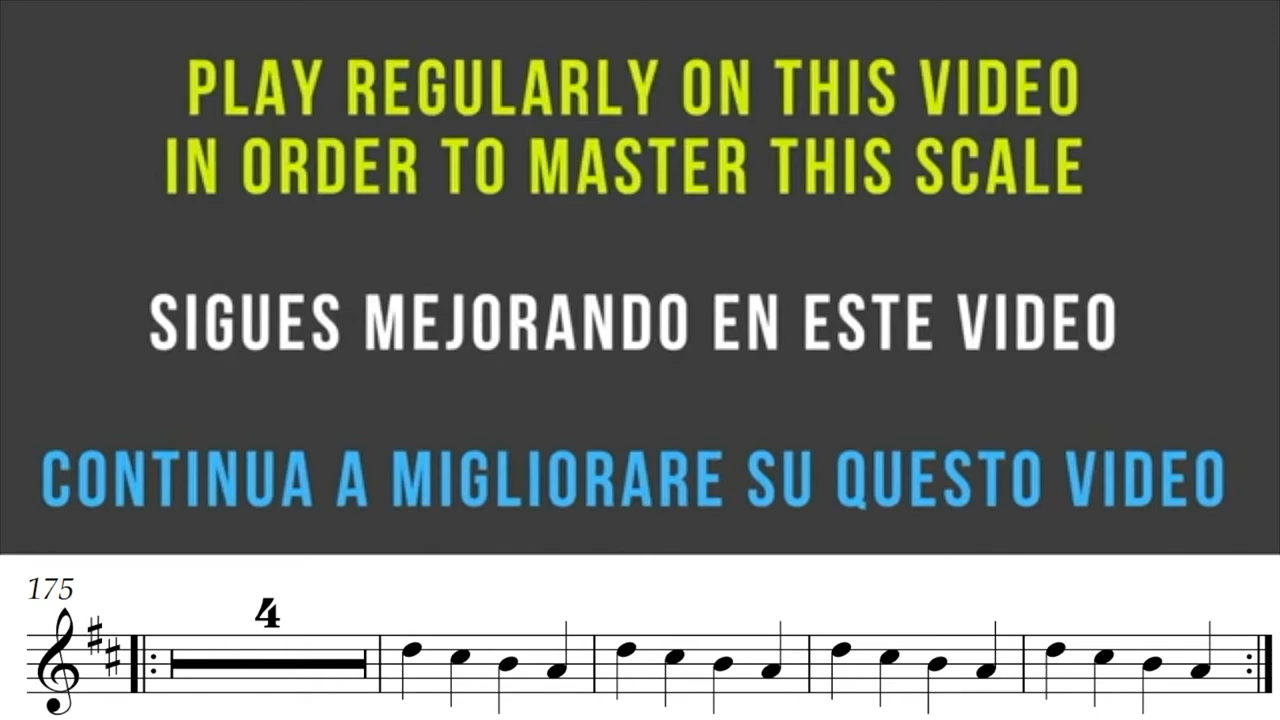 PLAY REGULARLY ON THIS VIDEO
IN ORDER TO MASTER THIS SCALE
SIGUES MEJORANDO EN ESTE VIDEO
CONTINUA A MIGLIORARE SU QUESTO VIDEO
175
4